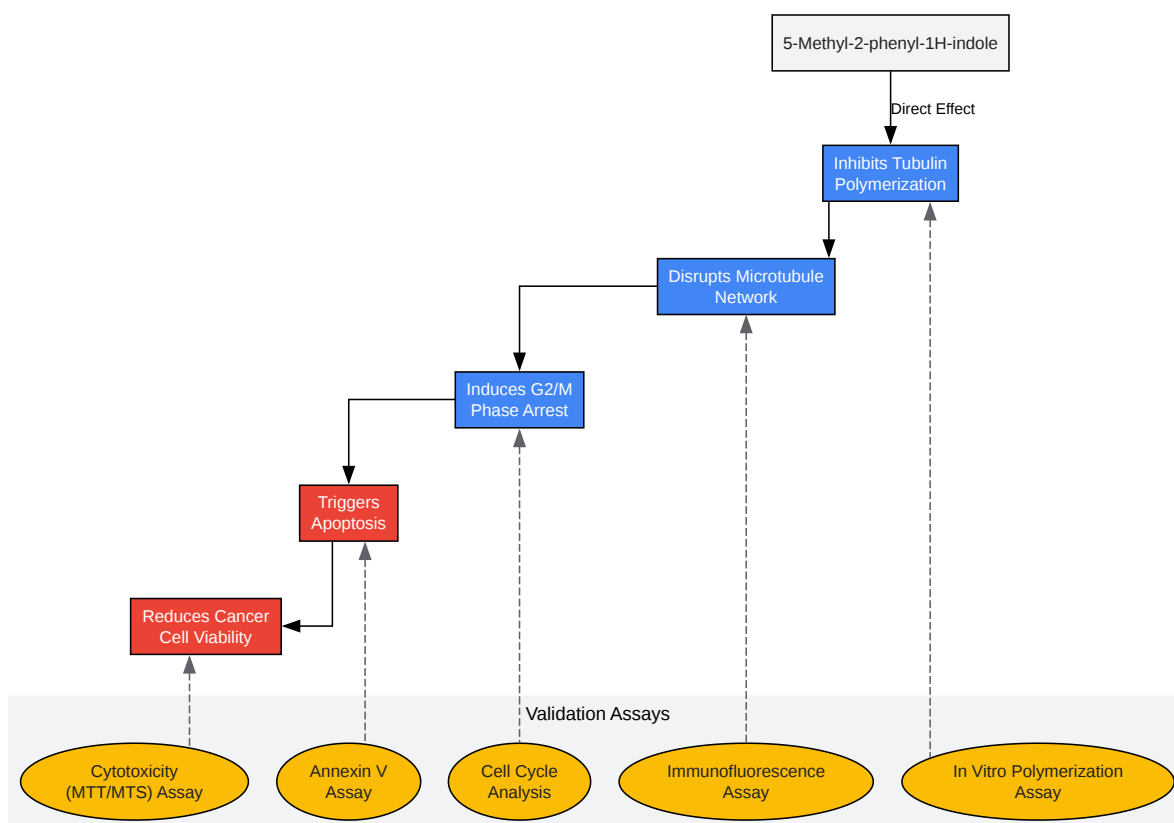 5-Methyl-2-phenyl-1H-indole
Direct Effect
Inhibits Tubulin
Polymerization
Disrupts Microtubule
Network
Induces G2/M
Phase Arrest
Triggers
Apoptosis
Reduces Cancer
Cell Viability
Validation Assays
Cytotoxicity
(MTT/MTS) Assay
Annexin V
Assay
Cell Cycle
Analysis
Immunofluorescence
Assay
In Vitro Polymerization
Assay